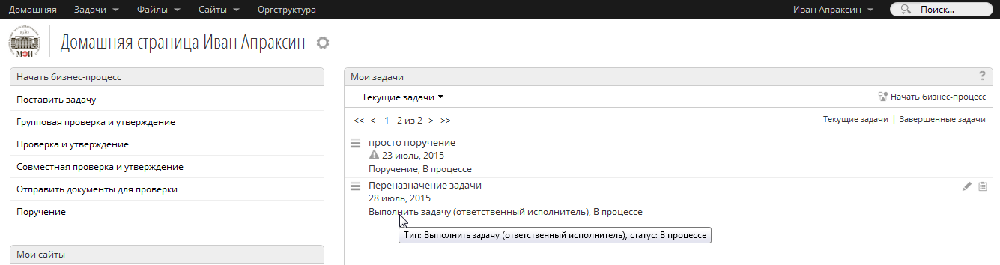 Домашняя Задачи Файлы Сайты Оргструктура Иван Апраксин Поиск...
1930
МЭИ
Домашняя страница Иван Апраксин
Начать бизнес-процесс
Поставить задачу
Групповая проверка и утверждение
Проверка и утверждение
Совместная проверка и утверждение
Отправить документы для проверки
Поручение
Мои сайты
Мои задачи ?
Текущие задачи Начать бизнес-процесс
<< < 1 - 2 из 2 > >> Текущие задачи | Завершенные задачи
просто поручение
23 июль, 2015
Поручение, В процессе
Переназначение задачи
28 июль, 2015
Выполнить задачу (ответственный исполнитель), В процессе
Тип: Выполнить задачу (ответственный исполнитель), статус: В процессе